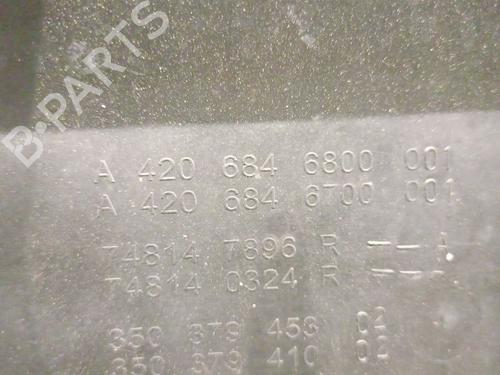 B-PARTS
A 420 684 6800 001
A 420 684 6700 001
74814 7896 R -- A
74814 0324 R ---
350 379 453 02
350 379 410 02